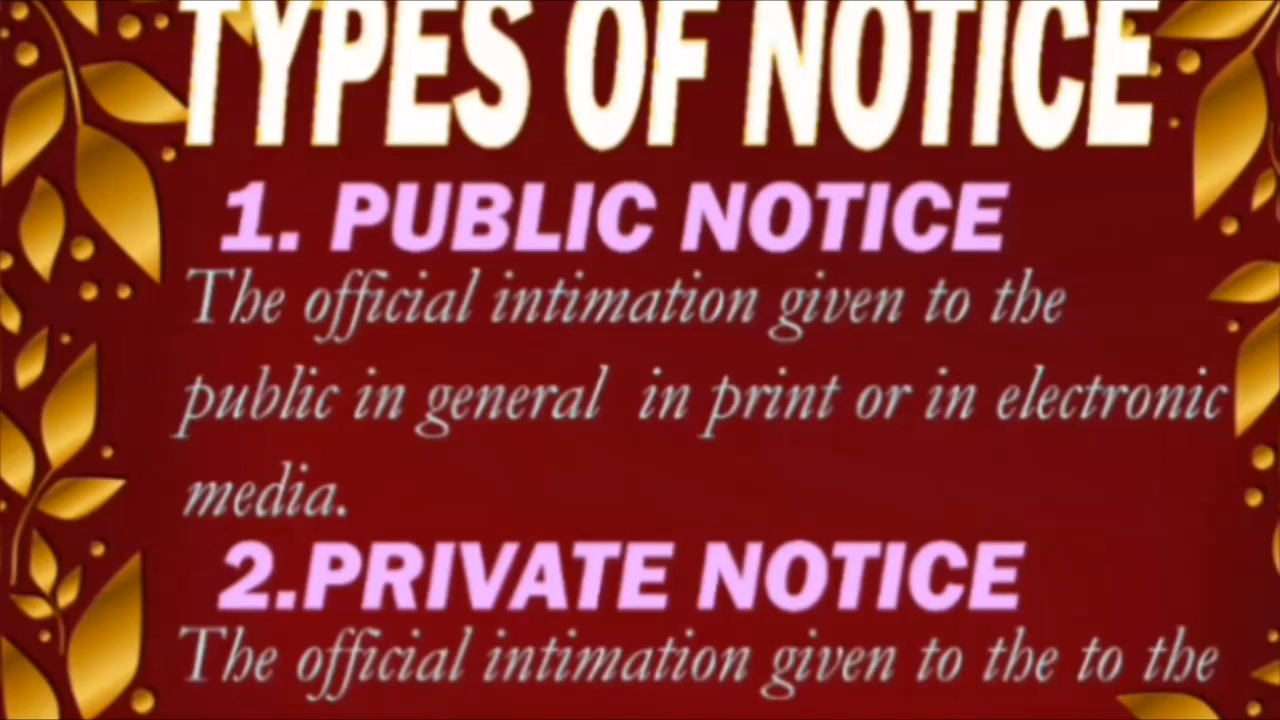 TYPES OF NOTICE
1. PUBLIC NOTICE
The official intimation given to the
public in general in print or in electronic
media.
2.PRIVATE NOTICE
The official intimation given to the to the